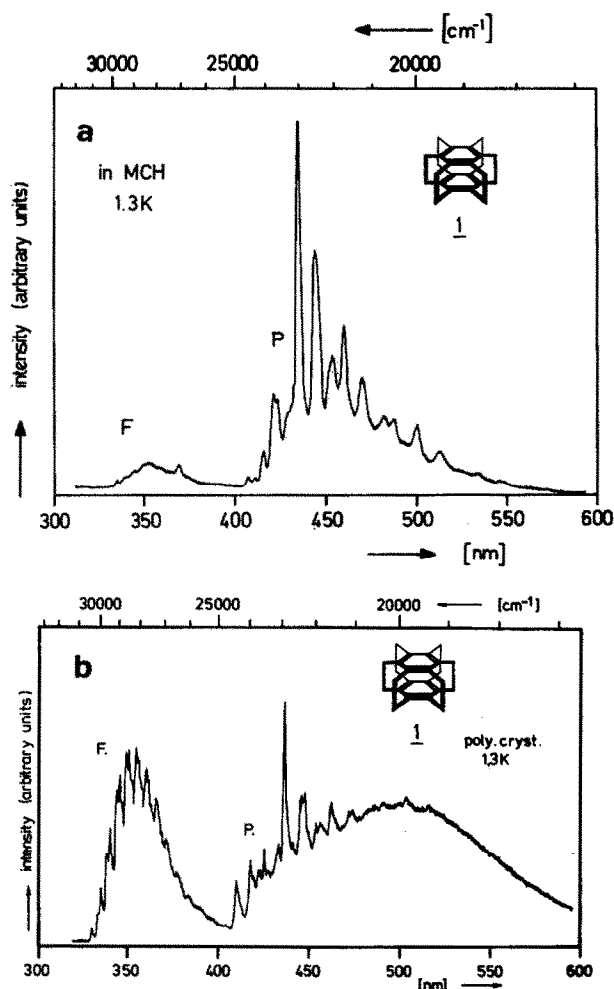 [cm⁻¹]
30000 25000 20000
a
in MCH
1.3K
1
P
F
intensity (arbitrary units)
300 350 400 450 500 550 600
[nm]
30000 25000 20000 [cm⁻¹]
b
1
poly. cryst.
1,3K
F.
P.
intensity (arbitrary units)
300 350 400 450 500 550 600
[nm]